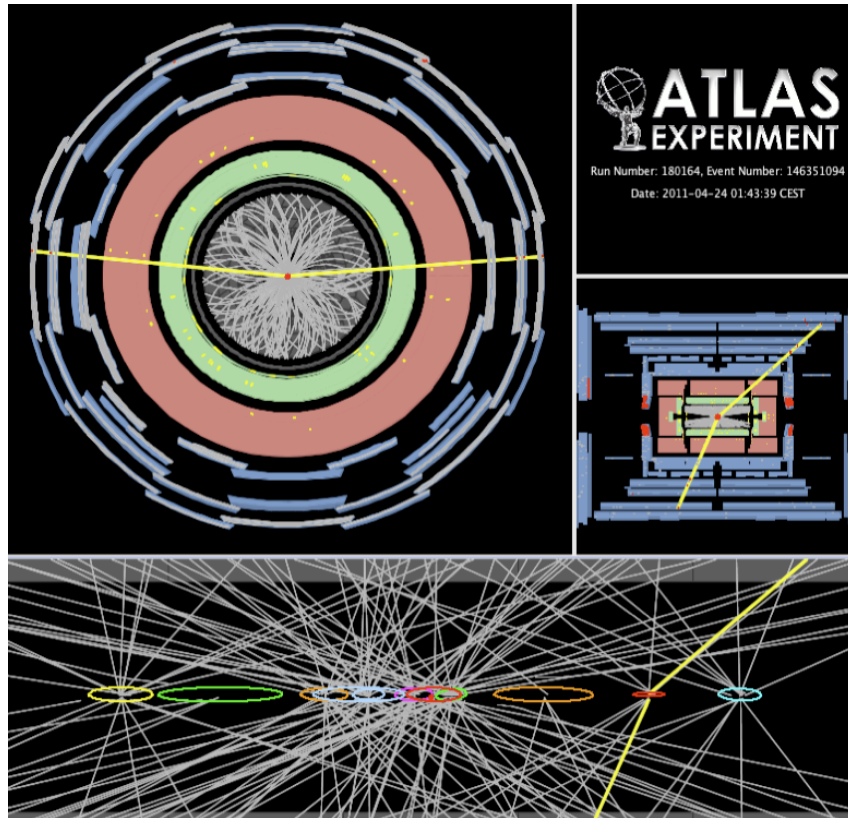 ATLAS
EXPERIMENT
Run Number: 180164, Event Number: 146351094
Date: 2011-04-24 01:43:39 CEST